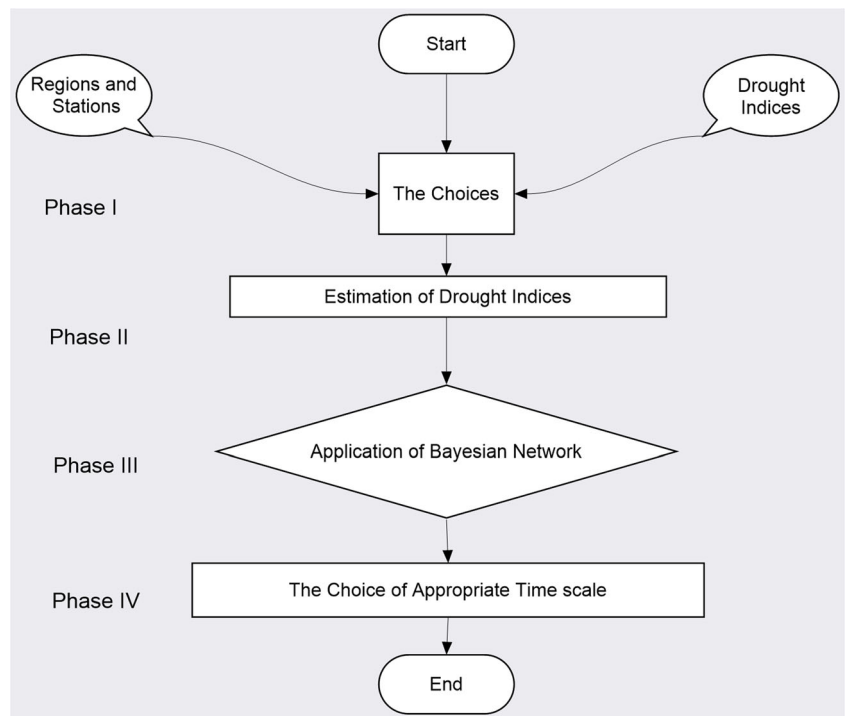 Start
Regions and
Stations
Drought
Indices
The Choices
Phase I
Estimation of Drought Indices
Phase II
Application of Bayesian Network
Phase III
The Choice of Appropriate Time scale
Phase IV
End